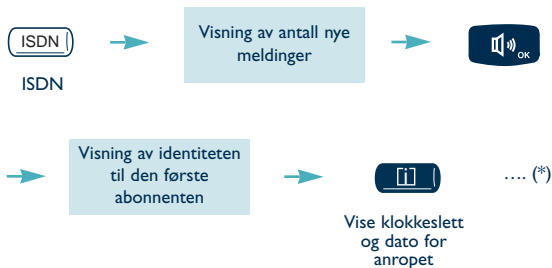 ISDN
ISDN
Visning av antall nye
meldinger
OK
Visning av identiteten
til den første
abonnenten
[i]
Vise klokkeslett
og dato for
anropet
…. (*)